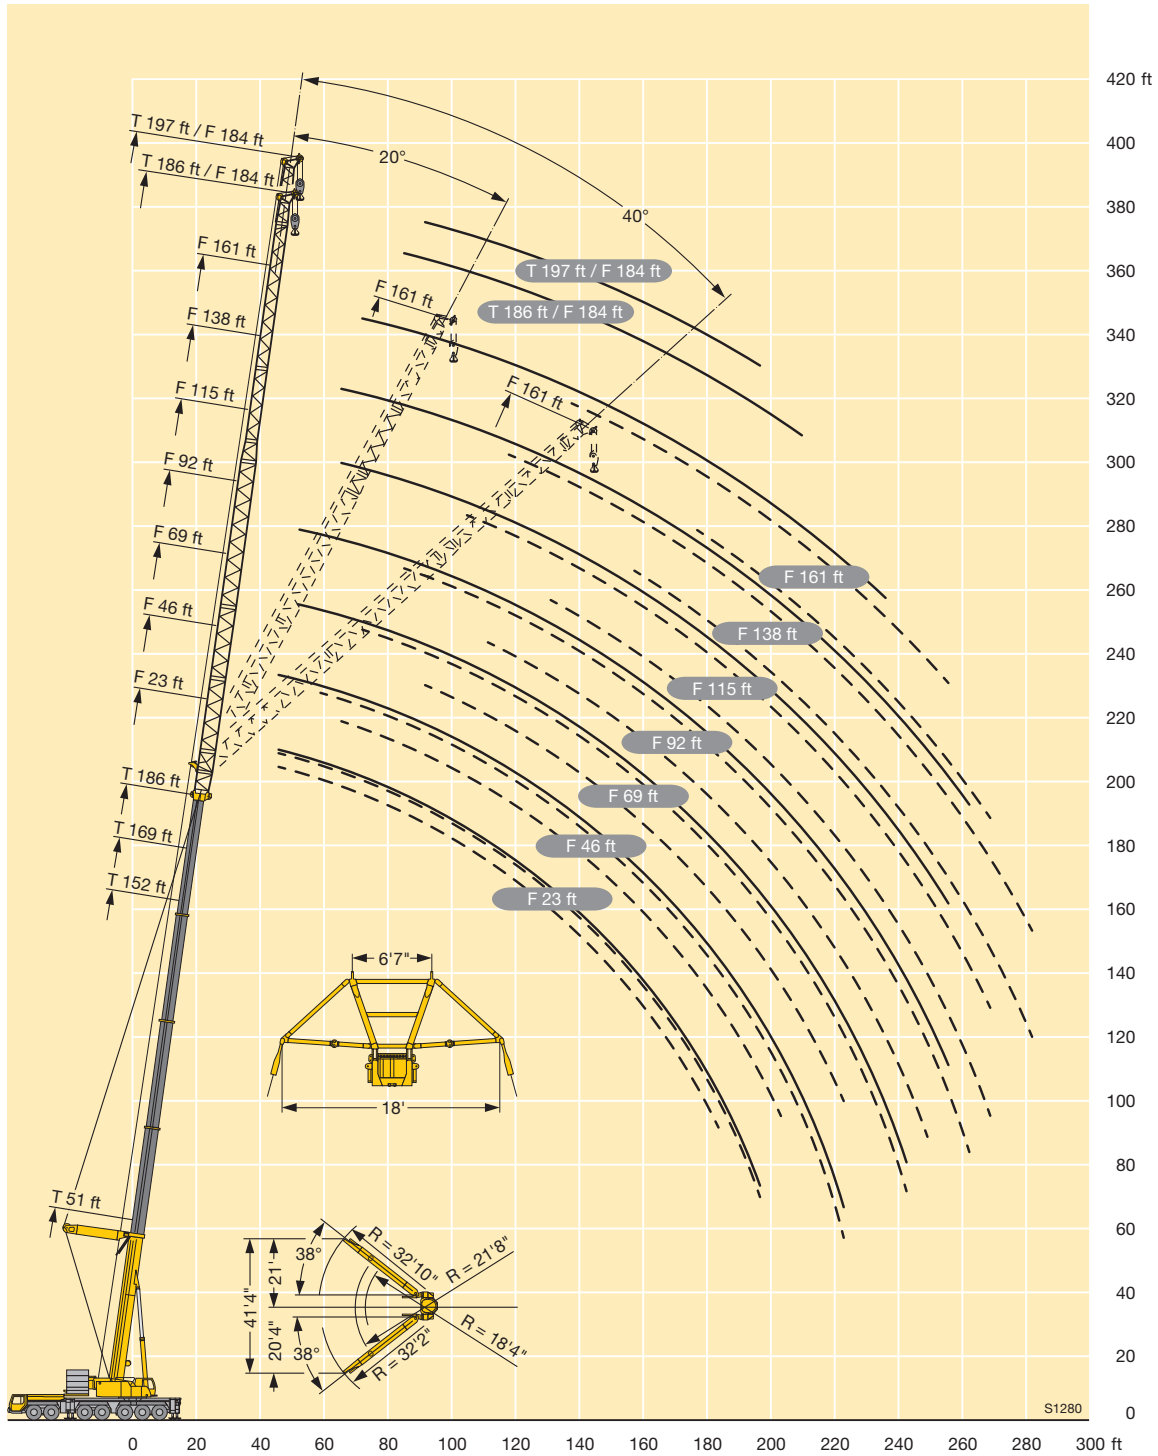 420 ft
T 197 ft / F 184 ft
400
20°
T 186 ft / F 184 ft
380
40°
F 161 ft
T 197 ft / F 184 ft
360
F 161 ft
T 186 ft / F 184 ft
F 138 ft
340
F 115 ft
F 161 ft
320
F 92 ft
300
F 69 ft
280
F 161 ft
260
F 46 ft
F 138 ft
240
F 23 ft
F 115 ft
220
F 92 ft
T 186 ft
200
F 69 ft
T 169 ft
F 46 ft
180
T 152 ft
F 23 ft
160
6'7"
140
120
18'
100
80
T 51 ft
60
38°
21'
R = 32'10"
R = 21'8"
41'4"
40
20'4"
38°
R = 32'2"
R = 18'4"
20
S1280
0
0 20 40 60 80 100 120 140 160 180 200 220 240 260 280 300 ft